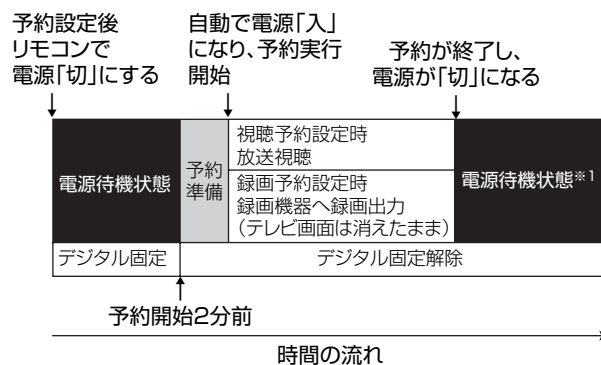 予約設定後
リモコンで
電源「切」にする
自動で電源「入」
になり、予約実行
開始
予約が終了し、
電源が「切」になる
電源待機状態
予約
準備
視聴予約設定時
放送視聴
録画予約設定時
録画機器へ録画出力
（テレビ画面は消えたまま）
電源待機状態※1
デジタル固定
デジタル固定解除
予約開始2分前
時間の流れ